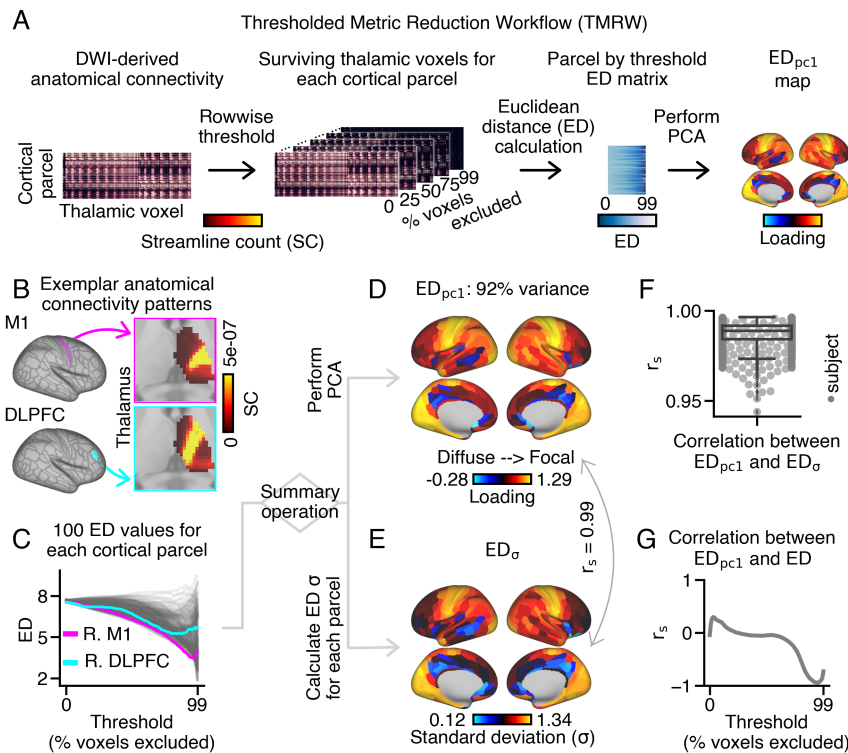 A
Thresholded Metric Reduction Workflow (TMRW)
DWI-derived
anatomical connectivity
Surviving thalamic voxels for
each cortical parcel
Parcel by threshold
ED matrix
EDpc1
map
Rowwise
threshold
Euclidean
distance (ED)
calculation
Perform
PCA
Cortical
parcel
Thalamic voxel
0 25 50 75 99
% voxels
excluded
Streamline count (SC)
0 99
ED
Loading
B
Exemplar anatomical
connectivity patterns
M1
DLPFC
Thalamus
5e-07
SC
0
C
100 ED values for
each cortical parcel
ED
8
5
2
R. M1
R. DLPFC
0 99
Threshold
(% voxels excluded)
Summary
operation
Perform
PCA
Calculate ED σ
for each parcel
D
EDpc1: 92% variance
Diffuse --> Focal
-0.28 1.29
Loading
rs = 0.99
E
EDσ
0.12 1.34
Standard deviation (σ)
F
1.00
rs
0.95
subject
Correlation between
EDpc1 and EDσ
G
Correlation between
EDpc1 and ED
1
rs
0
−1
0 99
Threshold
(% voxels excluded)